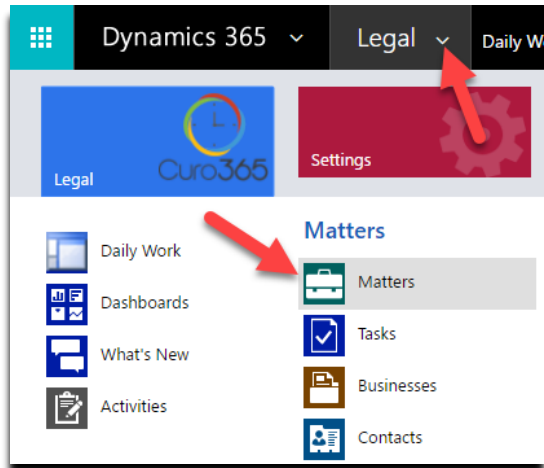 Dynamics 365 Legal Daily W
Legal Curo365 Settings
Matters
Daily Work
Matters
Dashboards
Tasks
What's New
Businesses
Activities
Contacts